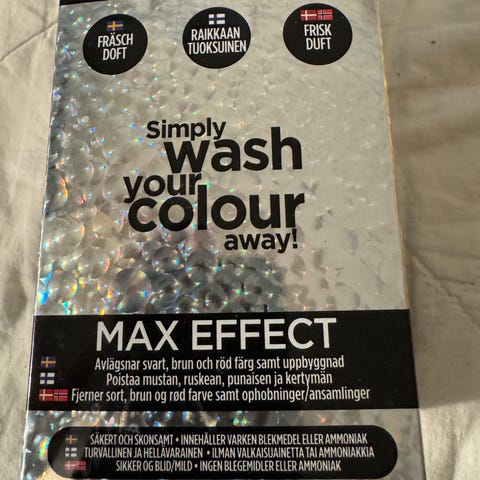 FRÄSCH
DOFT
RAIKKAAN
TUOKSUINEN
FRISK
DUFT
Simply
wash
your
colour
away!
MAX EFFECT
Avlägsnar svart, brun och röd färg samt uppbyggnad
Poistaa mustan, ruskean, punaisen ja kertymän
Fjerner sort, brun og rød farve samt ophobninger/ansamlinger
SÄKERT OCH SKONSAMT • INNEHÅLLER VARKEN BLEKMEDEL ELLER AMMONIAK
TURVALLINEN JA HELLÄVARAINEN • ILMAN VALKAISUAINETTA TAI AMMONIAKKIA
SIKKER OG BLID/MILD • INGEN BLEGEMIDLER ELLER AMMONIAK